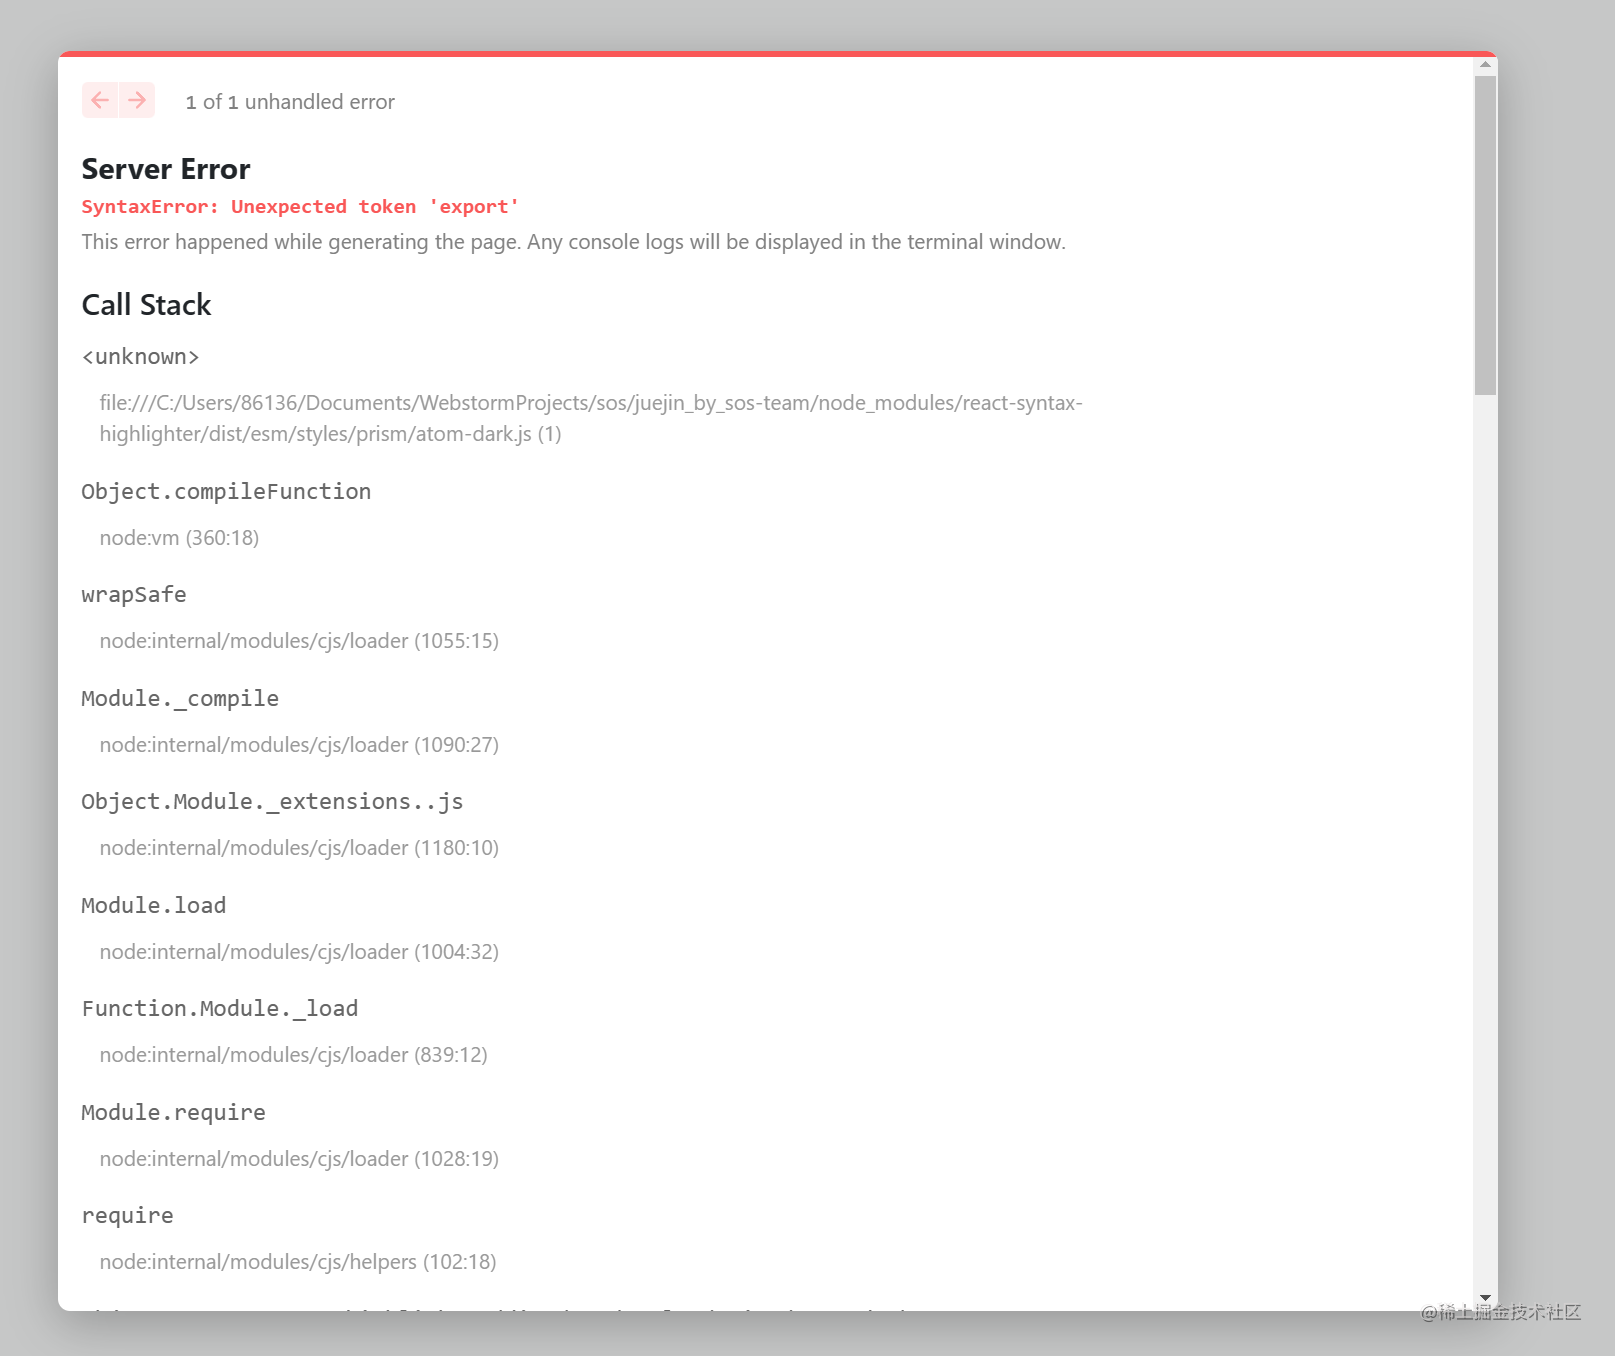 1 of 1 unhandled error
Server Error
SyntaxError: Unexpected token 'export'
This error happened while generating the page. Any console logs will be displayed in the terminal window.
Call Stack
<unknown>
file:///C:/Users/86136/Documents/WebstormProjects/sos/juejin_by_sos-team/node_modules/react-syntax-
highlighter/dist/esm/styles/prism/atom-dark.js (1)
Object.compileFunction
node:vm (360:18)
wrapSafe
node:internal/modules/cjs/loader (1055:15)
Module._compile
node:internal/modules/cjs/loader (1090:27)
Object.Module._extensions..js
node:internal/modules/cjs/loader (1180:10)
Module.load
node:internal/modules/cjs/loader (1004:32)
Function.Module._load
node:internal/modules/cjs/loader (839:12)
Module.require
node:internal/modules/cjs/loader (1028:19)
require
node:internal/modules/cjs/helpers (102:18)
@稀土掘金技术社区